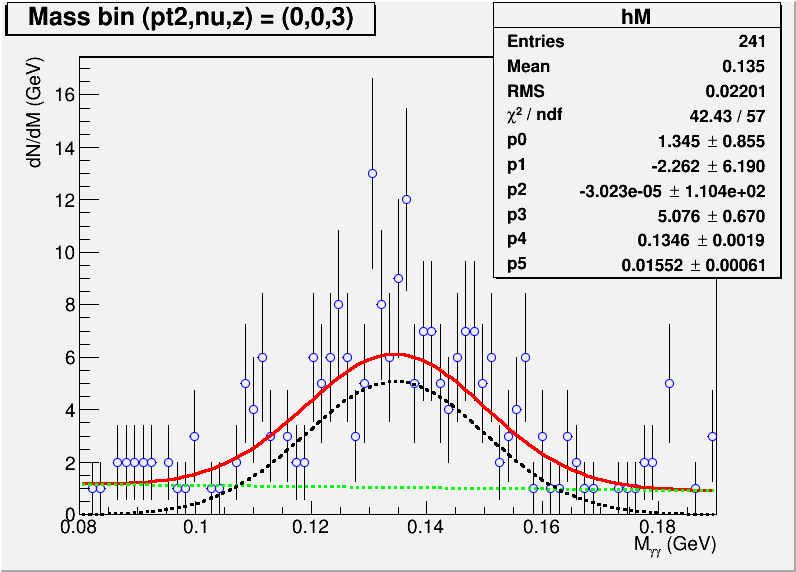 Mass bin (pt2,nu,z) = (0,0,3)
hM
Entries 241
Mean 0.135
RMS 0.02201
χ² / ndf 42.43 / 57
p0 1.345 ± 0.855
p1 -2.262 ± 6.190
p2 -3.023e-05 ± 1.104e+02
p3 5.076 ± 0.670
p4 0.1346 ± 0.0019
p5 0.01552 ± 0.00061
dN/dM (GeV)
16
14
12
10
8
6
4
2
0
0.08 0.1 0.12 0.14 0.16 0.18
Mγγ (GeV)